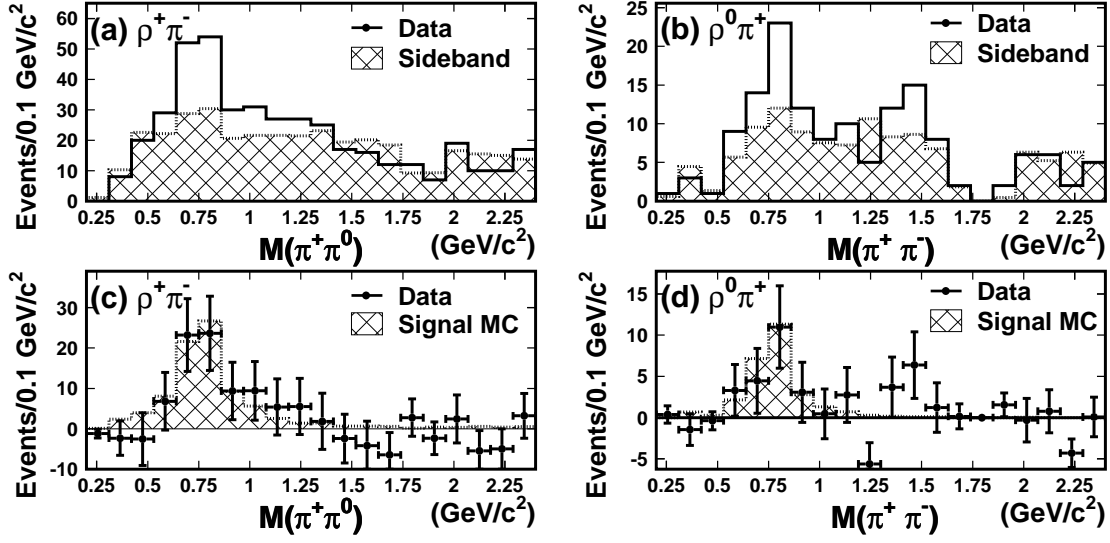 (a) ρ⁺π⁻
Data
Sideband
Events/0.1 GeV/c²
60
50
40
30
20
10
0
0.25 0.5 0.75 1 1.25 1.5 1.75 2 2.25
M(π⁺π⁰) (GeV/c²)
(b) ρ⁰π⁺
Data
Sideband
Events/0.1 GeV/c²
25
20
15
10
5
0
0.25 0.5 0.75 1 1.25 1.5 1.75 2 2.25
M(π⁺ π⁻) (GeV/c²)
(c) ρ⁺π⁻
Data
Signal MC
Events/0.1 GeV/c²
30
20
10
0
-10
0.25 0.5 0.75 1 1.25 1.5 1.75 2 2.25
M(π⁺π⁰) (GeV/c²)
(d) ρ⁰π⁺
Data
Signal MC
Events/0.1 GeV/c²
15
10
5
0
-5
0.25 0.5 0.75 1 1.25 1.5 1.75 2 2.25
M(π⁺ π⁻) (GeV/c²)